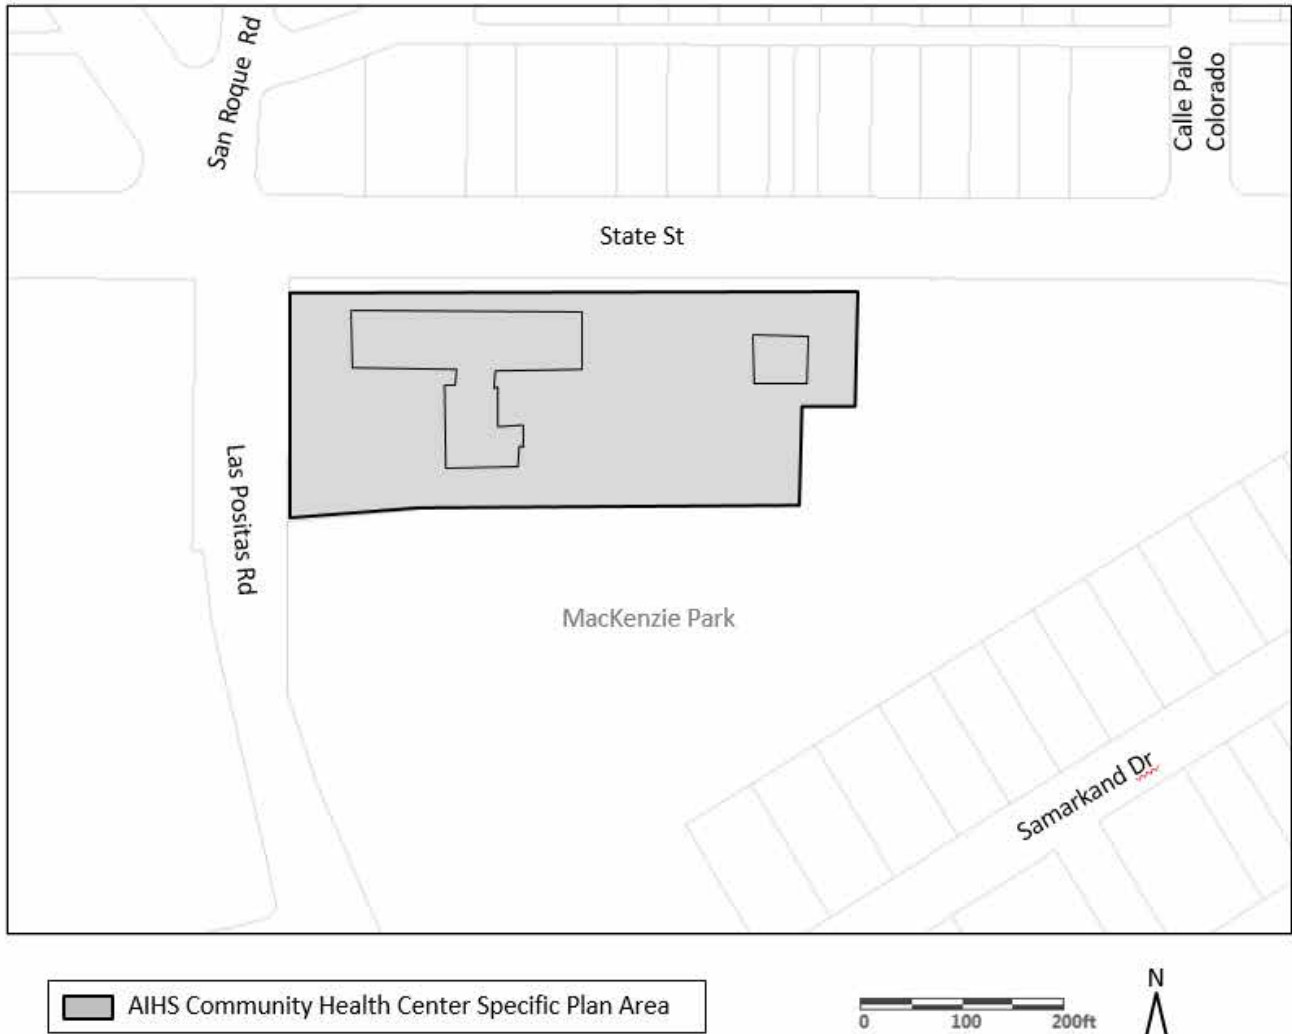 San Roque Rd
Calle Palo
Colorado
State St
Las Positas Rd
MacKenzie Park
Samarkand Dr
AIHS Community Health Center Specific Plan Area
0 100 200ft
N